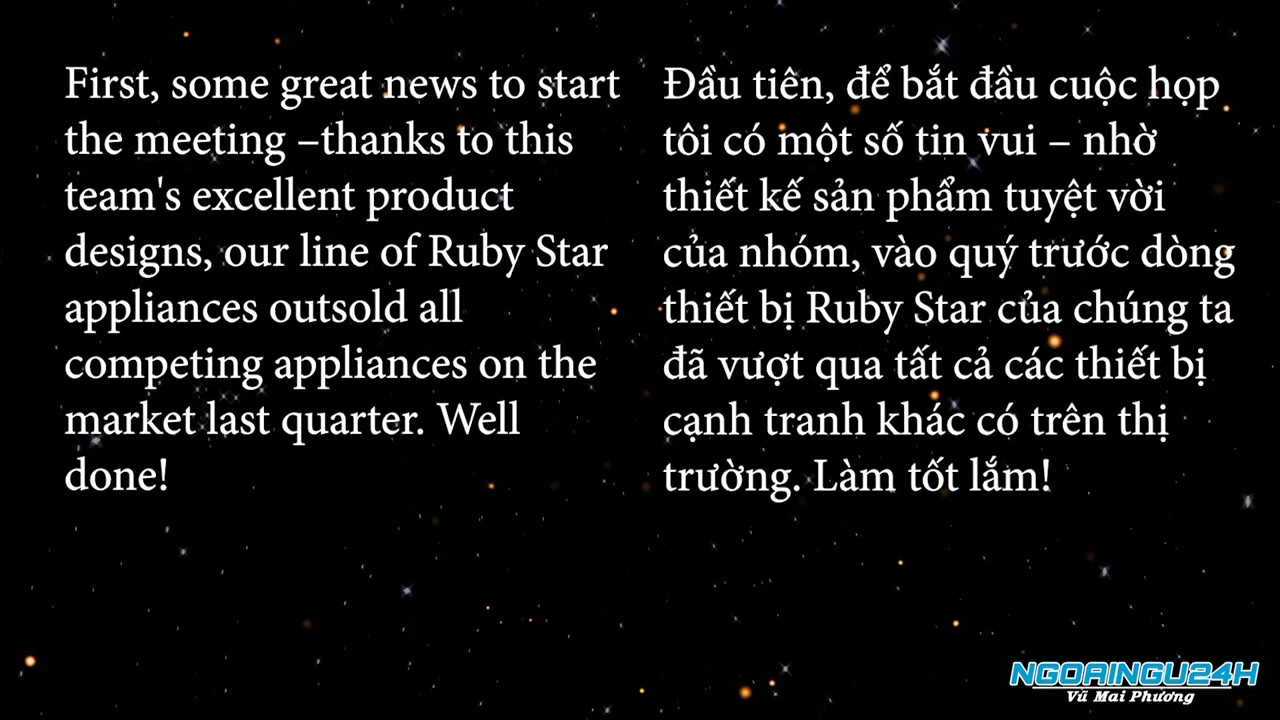 First, some great news to start
the meeting –thanks to this
team's excellent product
designs, our line of Ruby Star
appliances outsold all
competing appliances on the
market last quarter. Well
done!
Đầu tiên, để bắt đầu cuộc họp
tôi có một số tin vui – nhờ
thiết kế sản phẩm tuyệt vời
của nhóm, vào quý trước dòng
thiết bị Ruby Star của chúng ta
đã vượt qua tất cả các thiết bị
cạnh tranh khác có trên thị
trường. Làm tốt lắm!
NGOAINGU24H
Vũ Mai Phương